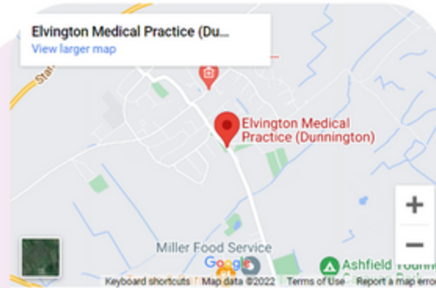 Elvington Medical Practice (Du...
View larger map
Elvington Medical
Practice (Dunnington)
Miller Food Service
Google
Ashfield
Keyboard shortcuts
Map data ©2022
Terms of Use
Report a map erro